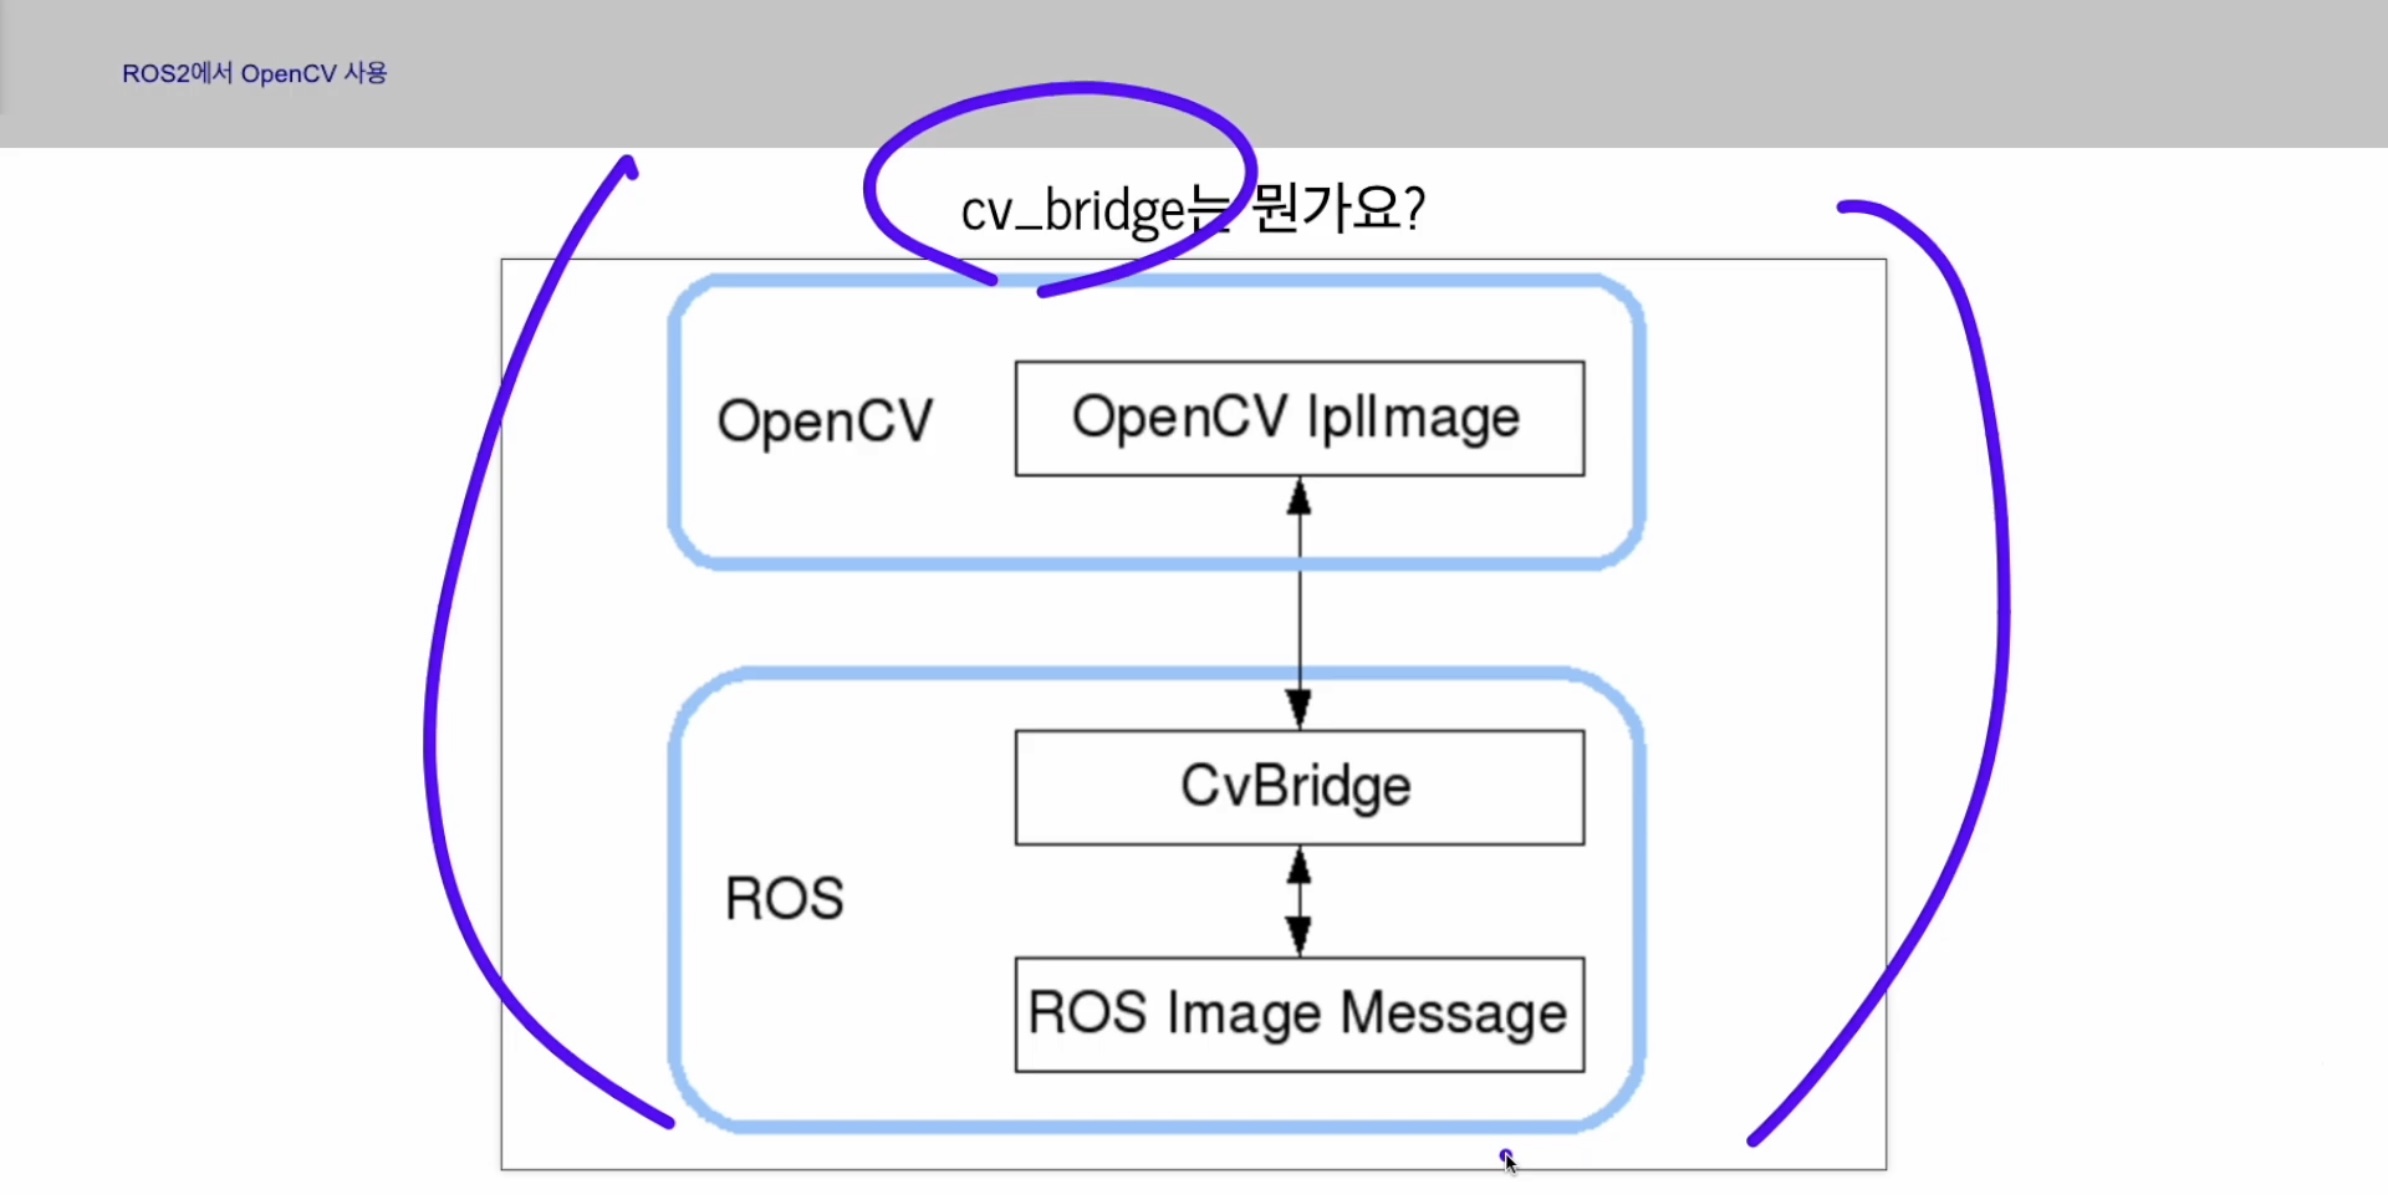 ROS2에서 OpenCV 사용
cv_bridge는 뭔가요?
OpenCV
OpenCV IplImage
CvBridge
ROS
ROS Image Message